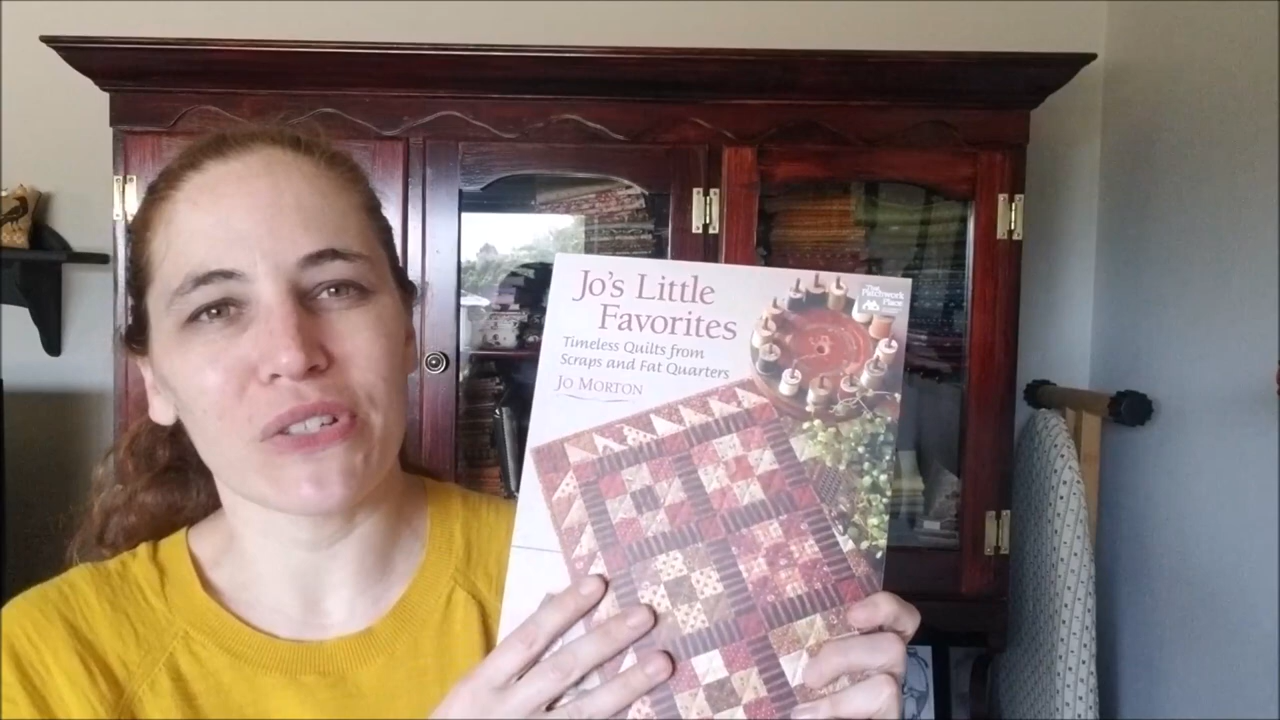 Jo's Little
Favorites
Timeless Quilts from
Scraps and Fat Quarters
Jo Morton
That
Patchwork
Place